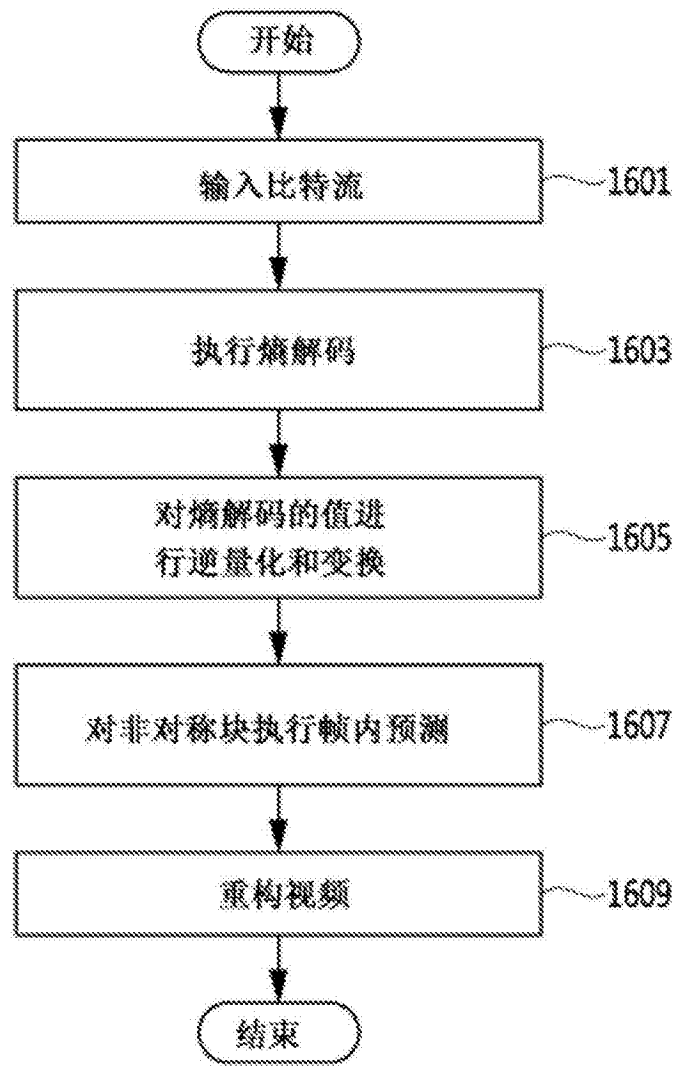 开始
输入比特流
1601
执行熵解码
1603
对熵解码的值进
行逆量化和变换
1605
对非对称块执行帧内预测
1607
重构视频
1609
结束